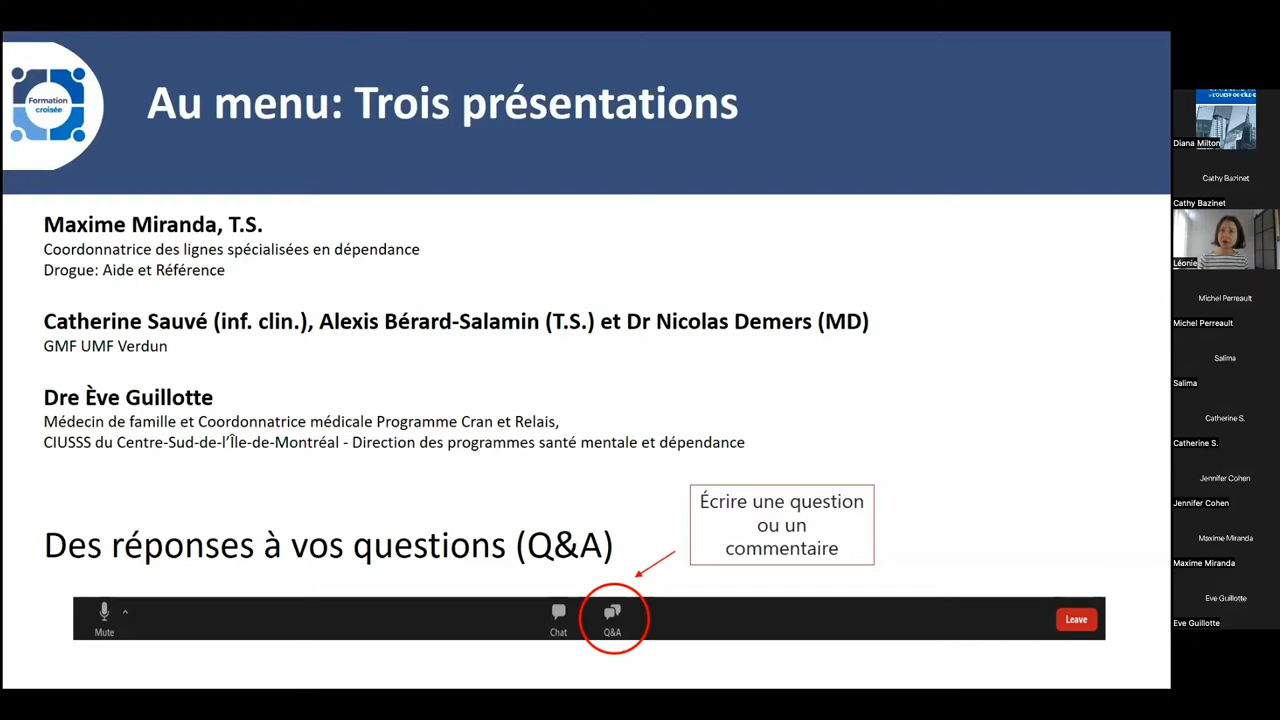 Formation
croisée
Au menu: Trois présentations
Maxime Miranda, T.S.
Coordonnatrice des lignes spécialisées en dépendance
Drogue: Aide et Référence
Catherine Sauvé (inf. clin.), Alexis Bérard-Salamin (T.S.) et Dr Nicolas Demers (MD)
GMF UMF Verdun
Dre Ève Guillotte
Médecin de famille et Coordonnatrice médicale Programme Cran et Relais,
CIUSSS du Centre-Sud-de-l’Île-de-Montréal - Direction des programmes santé mentale et dépendance
Écrire une question
ou un
commentaire
Des réponses à vos questions (Q&A)
Mute
Chat
Q&A
Leave
Diana Milton
Cathy Bazinet
Cathy Bazinet
Léonie
Michel Perreault
Michel Perreault
Salima
Salima
Catherine S.
Catherine S.
Jennifer Cohen
Jennifer Cohen
Maxime Miranda
Maxime Miranda
Eve Guillotte
Eve Guillotte